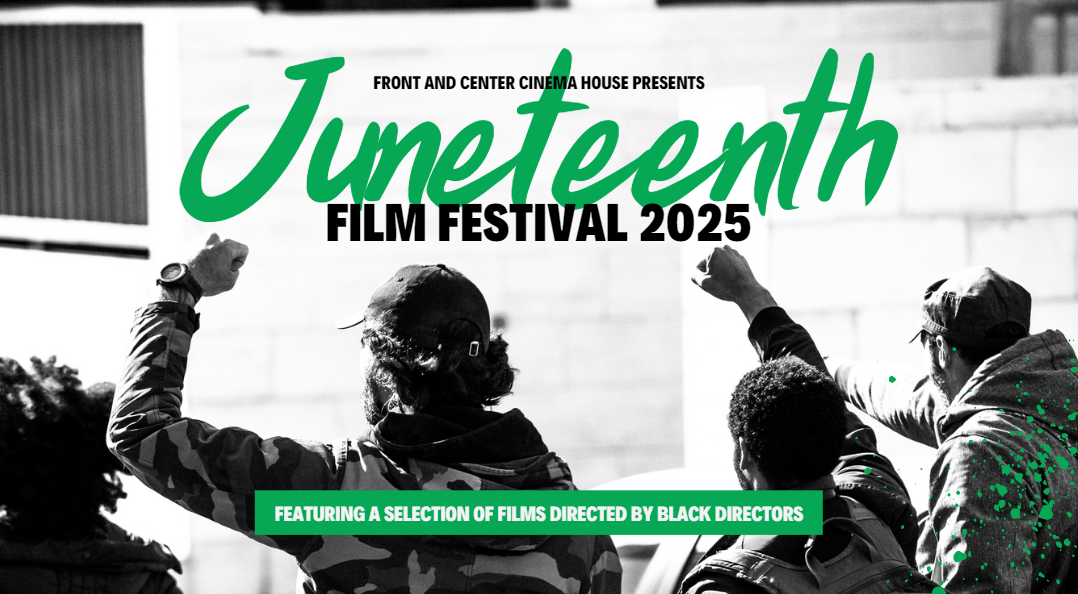 FRONT AND CENTER CINEMA HOUSE PRESENTS
Juneteenth
FILM FESTIVAL 2025
FEATURING A SELECTION OF FILMS DIRECTED BY BLACK DIRECTORS